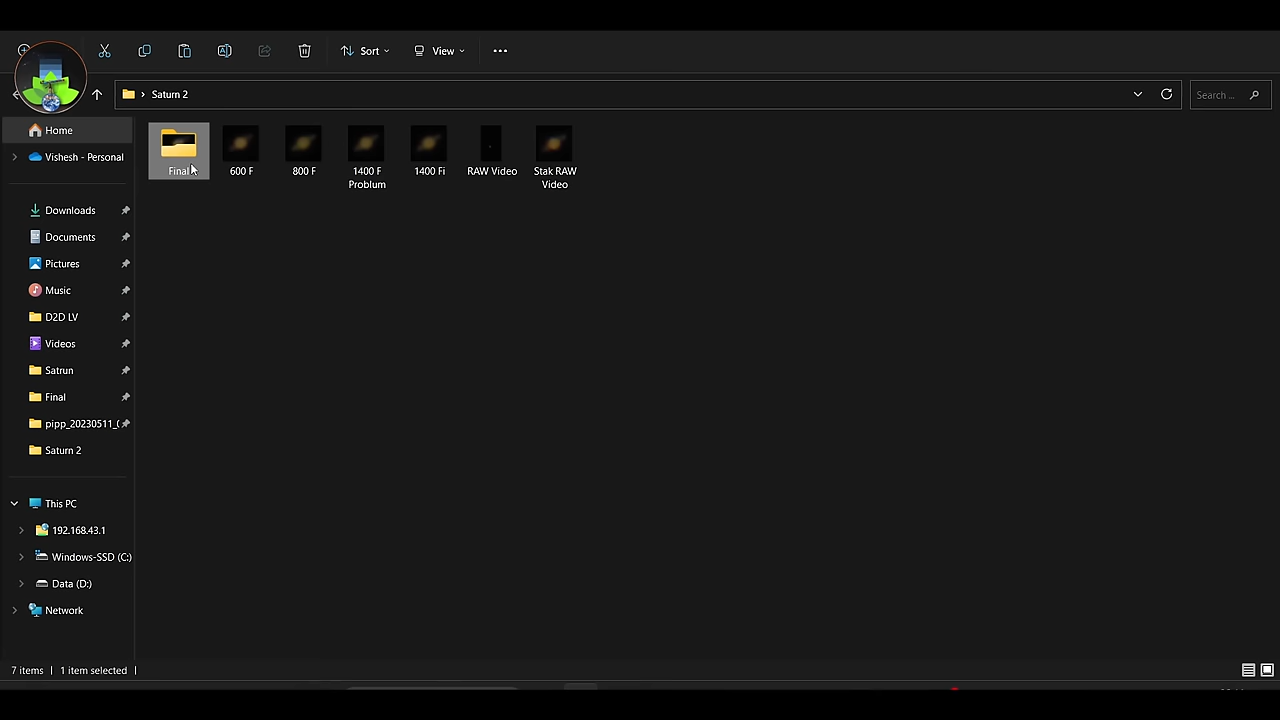 Sort
View
Saturn 2
Search ...
Home
Vishesh - Personal
Downloads
Documents
Pictures
Music
D2D LV
Videos
Satrun
Final
pipp_20230511_(
Saturn 2
This PC
192.168.43.1
Windows-SSD (C:)
Data (D:)
Network
Final
600 F
800 F
1400 F
Problum
1400 Fi
RAW Video
Stak RAW
Video
7 items
1 item selected